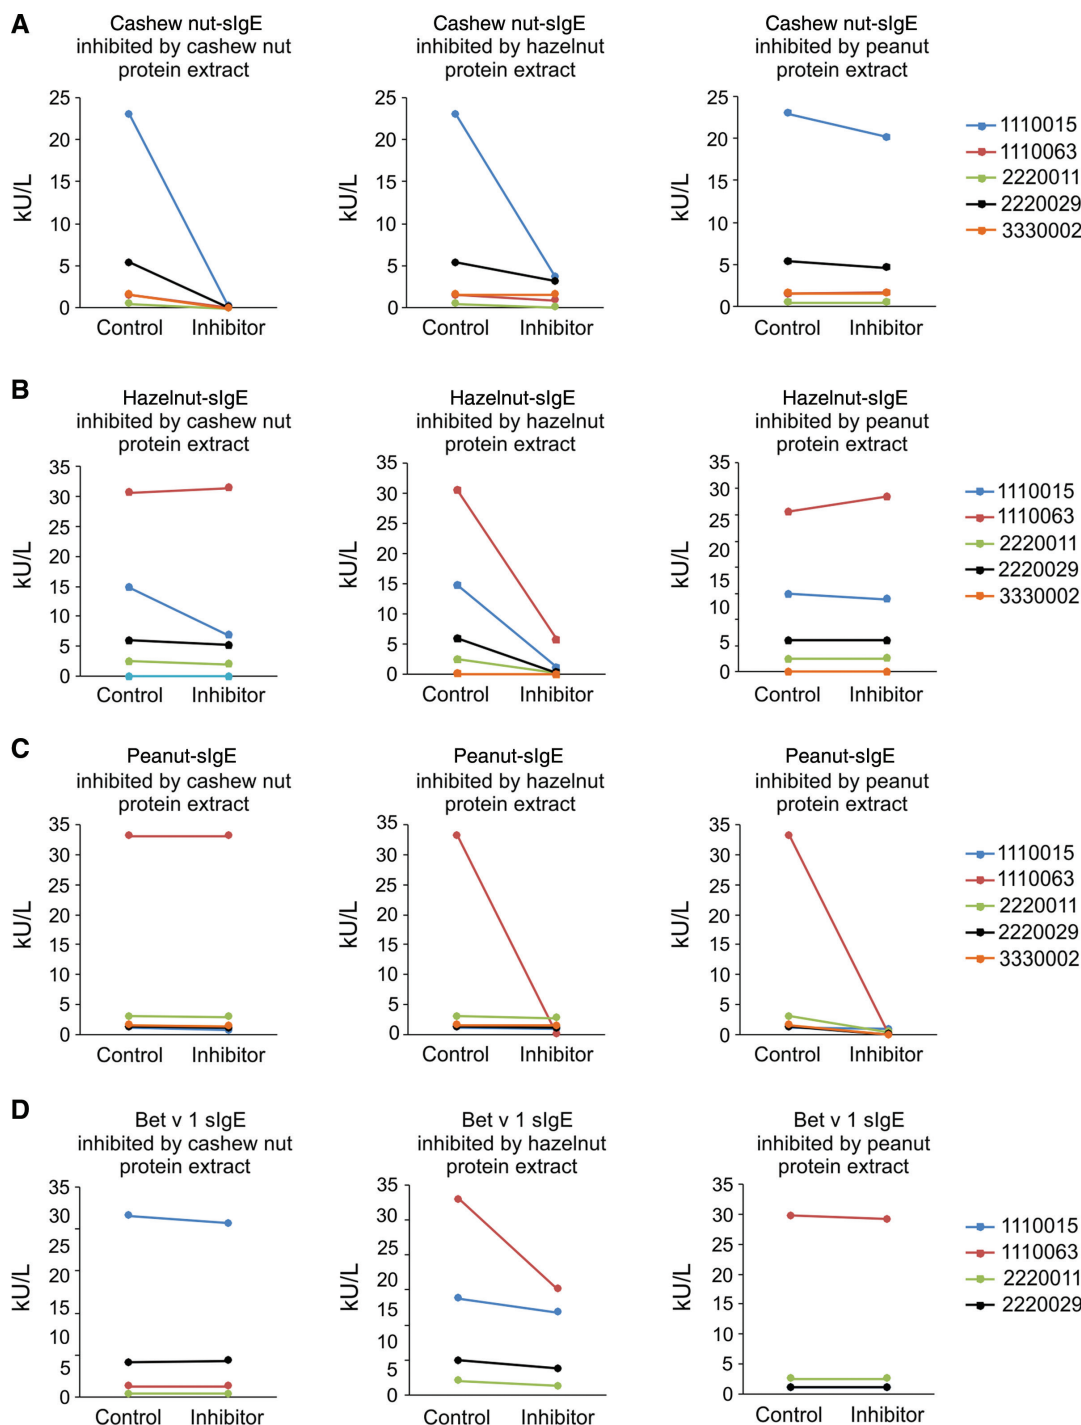 A
Cashew nut-sIgE
inhibited by cashew nut
protein extract
Cashew nut-sIgE
inhibited by hazelnut
protein extract
Cashew nut-sIgE
inhibited by peanut
protein extract
kU/L
25
20
15
10
5
0
Control Inhibitor
kU/L
25
20
15
10
5
0
Control Inhibitor
kU/L
25
20
15
10
5
0
Control Inhibitor
1110015
1110063
2220011
2220029
3330002
B
Hazelnut-sIgE
inhibited by cashew nut
protein extract
Hazelnut-sIgE
inhibited by hazelnut
protein extract
Hazelnut-sIgE
inhibited by peanut
protein extract
kU/L
35
30
25
20
15
10
5
0
Control Inhibitor
kU/L
35
30
25
20
15
10
5
0
Control Inhibitor
kU/L
35
30
25
20
15
10
5
0
Control Inhibitor
1110015
1110063
2220011
2220029
3330002
C
Peanut-sIgE
inhibited by cashew nut
protein extract
Peanut-sIgE
inhibited by hazelnut
protein extract
Peanut-sIgE
inhibited by peanut
protein extract
kU/L
35
30
25
20
15
10
5
0
Control Inhibitor
kU/L
35
30
25
20
15
10
5
0
Control Inhibitor
kU/L
35
30
25
20
15
10
5
0
Control Inhibitor
1110015
1110063
2220011
2220029
3330002
D
Bet v 1 sIgE
inhibited by cashew nut
protein extract
Bet v 1 sIgE
inhibited by hazelnut
protein extract
Bet v 1 sIgE
inhibited by peanut
protein extract
kU/L
35
30
25
20
15
10
5
0
Control Inhibitor
kU/L
35
30
25
20
15
10
5
0
Control Inhibitor
kU/L
35
30
25
20
15
10
5
0
Control Inhibitor
1110015
1110063
2220011
2220029